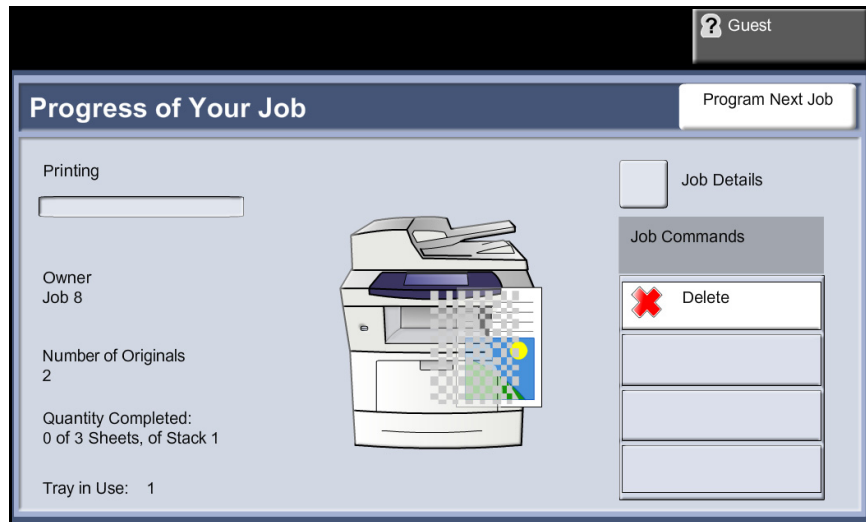 Guest
Progress of Your Job
Program Next Job
Printing
Job Details
Job Commands
Owner
Job 8
Delete
Number of Originals
2
Quantity Completed:
0 of 3 Sheets, of Stack 1
Tray in Use: 1